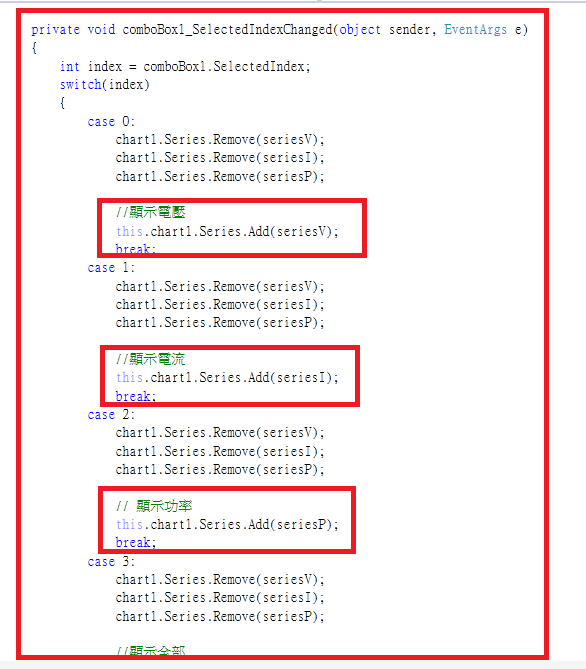 private void comboBox1_SelectedIndexChanged(object sender, EventArgs e)
{
int index = comboBox1.SelectedIndex;
switch(index)
{
case 0:
chart1.Series.Remove(seriesV);
chart1.Series.Remove(seriesI);
chart1.Series.Remove(seriesP);
//顯示電壓
this.chart1.Series.Add(seriesV);
break;
case 1:
chart1.Series.Remove(seriesV);
chart1.Series.Remove(seriesI);
chart1.Series.Remove(seriesP);
//顯示電流
this.chart1.Series.Add(seriesI);
break;
case 2:
chart1.Series.Remove(seriesV);
chart1.Series.Remove(seriesI);
chart1.Series.Remove(seriesP);
// 顯示功率
this.chart1.Series.Add(seriesP);
break;
case 3:
chart1.Series.Remove(seriesV);
chart1.Series.Remove(seriesI);
chart1.Series.Remove(seriesP);
//顯示全部